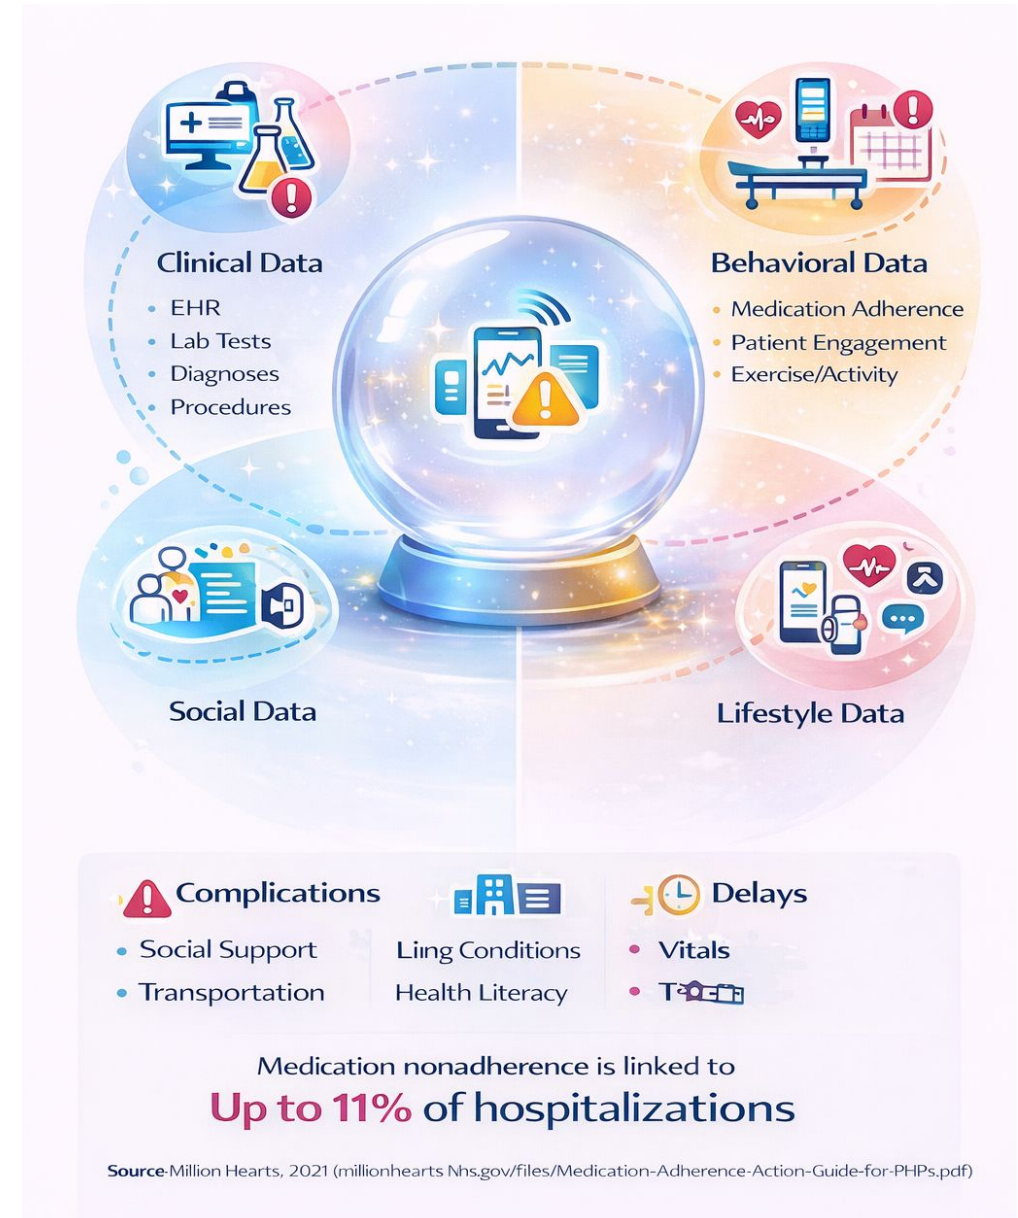 Clinical Data
• EHR
• Lab Tests
• Diagnoses
• Procedures
Behavioral Data
• Medication Adherence
• Patient Engagement
• Exercise/Activity
Social Data
Lifestyle Data
Complications
• Social Support
• Transportation
Liing Conditions
Health Literacy
Delays
• Vitals
Medication nonadherence is linked to
Up to 11% of hospitalizations
Source-Million Hearts, 2021 (millionhearts Nhs.gov/files/Medication-Adherence-Action-Guide-for-PHPs.pdf)